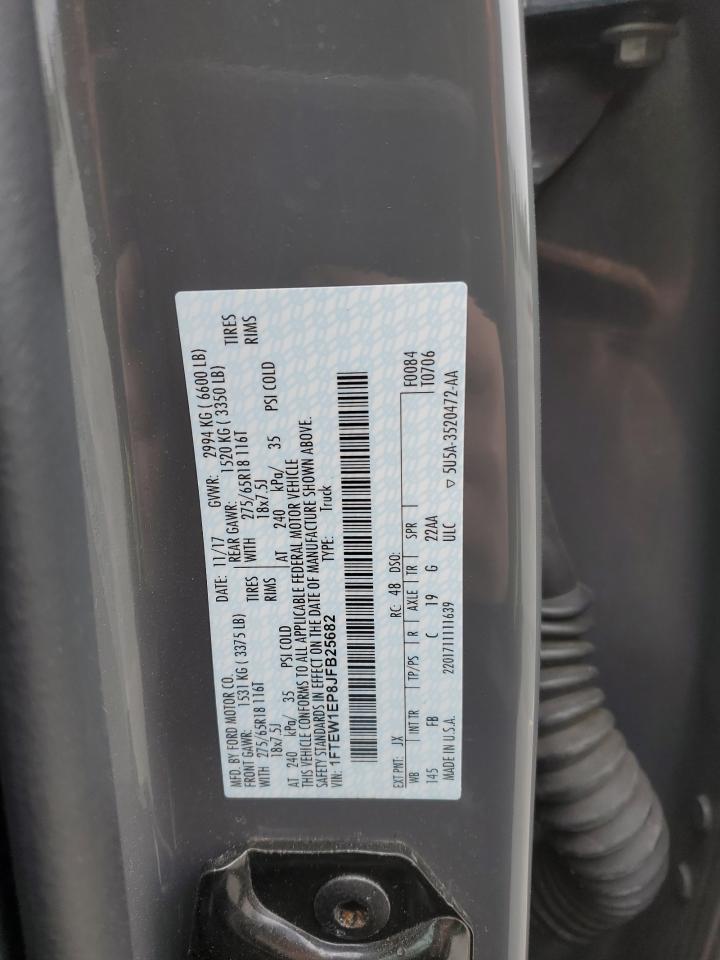 MFD. BY FORD MOTOR CO.
DATE: 11/17 GVWR: 2994 KG ( 6600 LB)
FRONT GAWR: 1531 KG ( 3375 LB)
REAR GAWR: 1520 KG ( 3350 LB)
WITH 275/65R18 116T TIRES
WITH 275/65R18 116T TIRES
18x7.5J RIMS
18x7.5J RIMS
AT 240 kPa/ 35 PSI COLD
AT 240 kPa/ 35 PSI COLD
THIS VEHICLE CONFORMS TO ALL APPLICABLE FEDERAL MOTOR VEHICLE
SAFETY STANDARDS IN EFFECT ON THE DATE OF MANUFACTURE SHOWN ABOVE.
VIN: 1FTEW1EP8JFB25682
TYPE: Truck
EXT PNT: JX RC: 48 DSO: F0084
WB INT TR TP/PS R AXLE TR SPR T0706
145 FB C 19 G 22AA
MADE IN U.S.A. 2201711111639 ULC ▽ 5U5A-3520472-AA